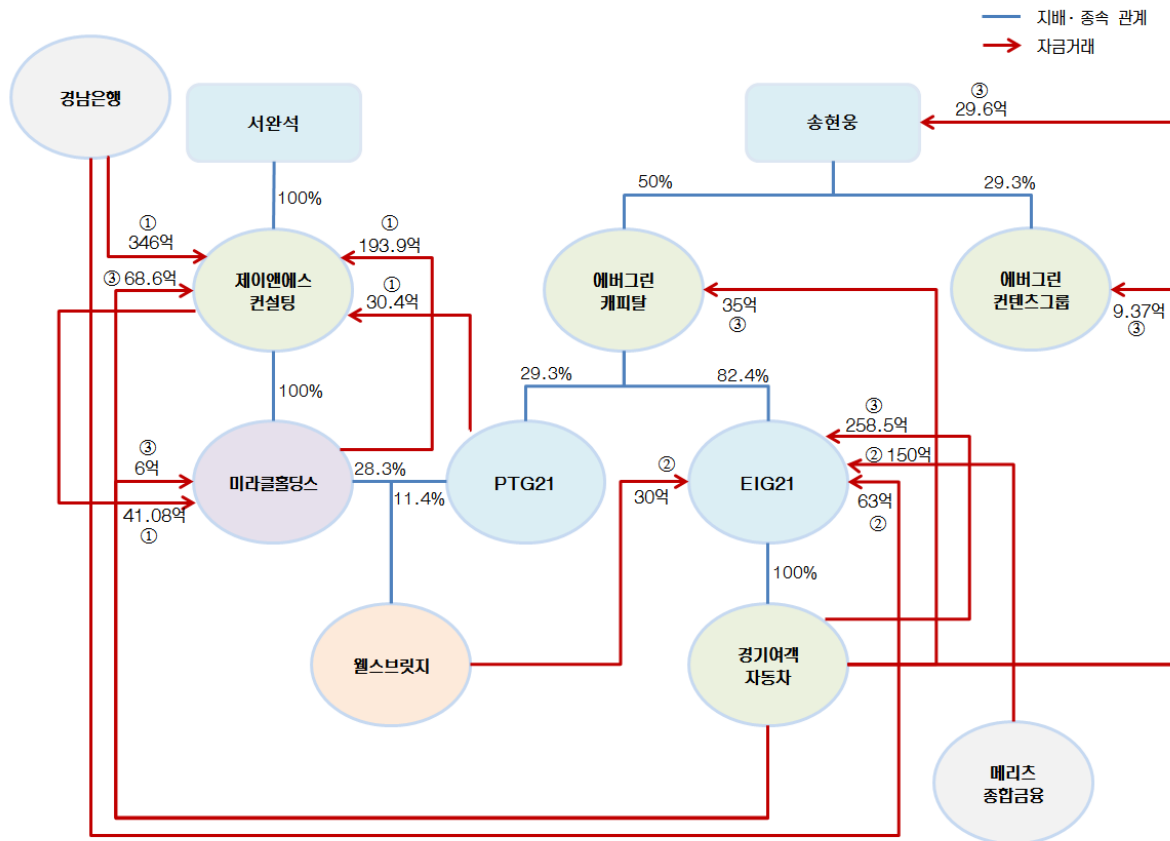 지배· 종속 관계
자금거래
경남은행
서완석
송현웅
③
29.6억
100%
50%
29.3%
①
346억
①
193.9억
③ 68.6억
제이앤에스
컨설팅
①
30.4억
에버그린
캐피탈
35억
③
에버그린
컨텐츠그룹
9.37억
③
100%
29.3%
82.4%
③
6억
미라클홀딩스
28.3%
11.4%
PTG21
②
30억
EIG21
③
258.5억
② 150억
63억
②
41.08억
①
100%
웰스브릿지
경기여객
자동차
메리츠
종합금융